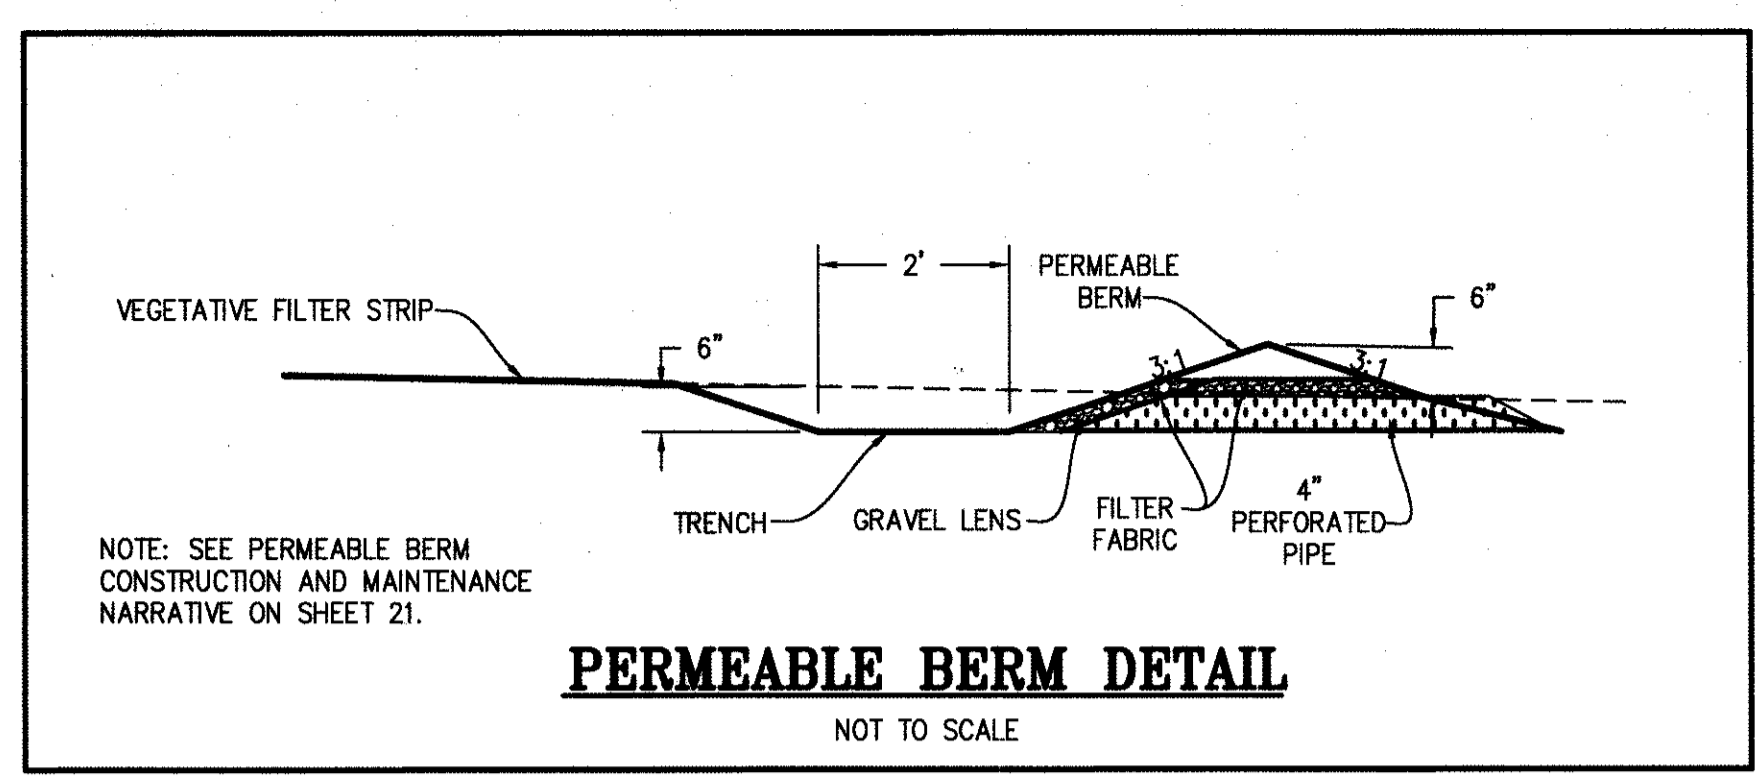 2'
PERMEABLE
BERM
6"
VEGETATIVE FILTER STRIP
6"
3:1
3:1
TRENCH
GRAVEL LENS
FILTER
FABRIC
4"
PERFORATED
PIPE
NOTE: SEE PERMEABLE BERM
CONSTRUCTION AND MAINTENANCE
NARRATIVE ON SHEET 21.
PERMEABLE BERM DETAIL
NOT TO SCALE